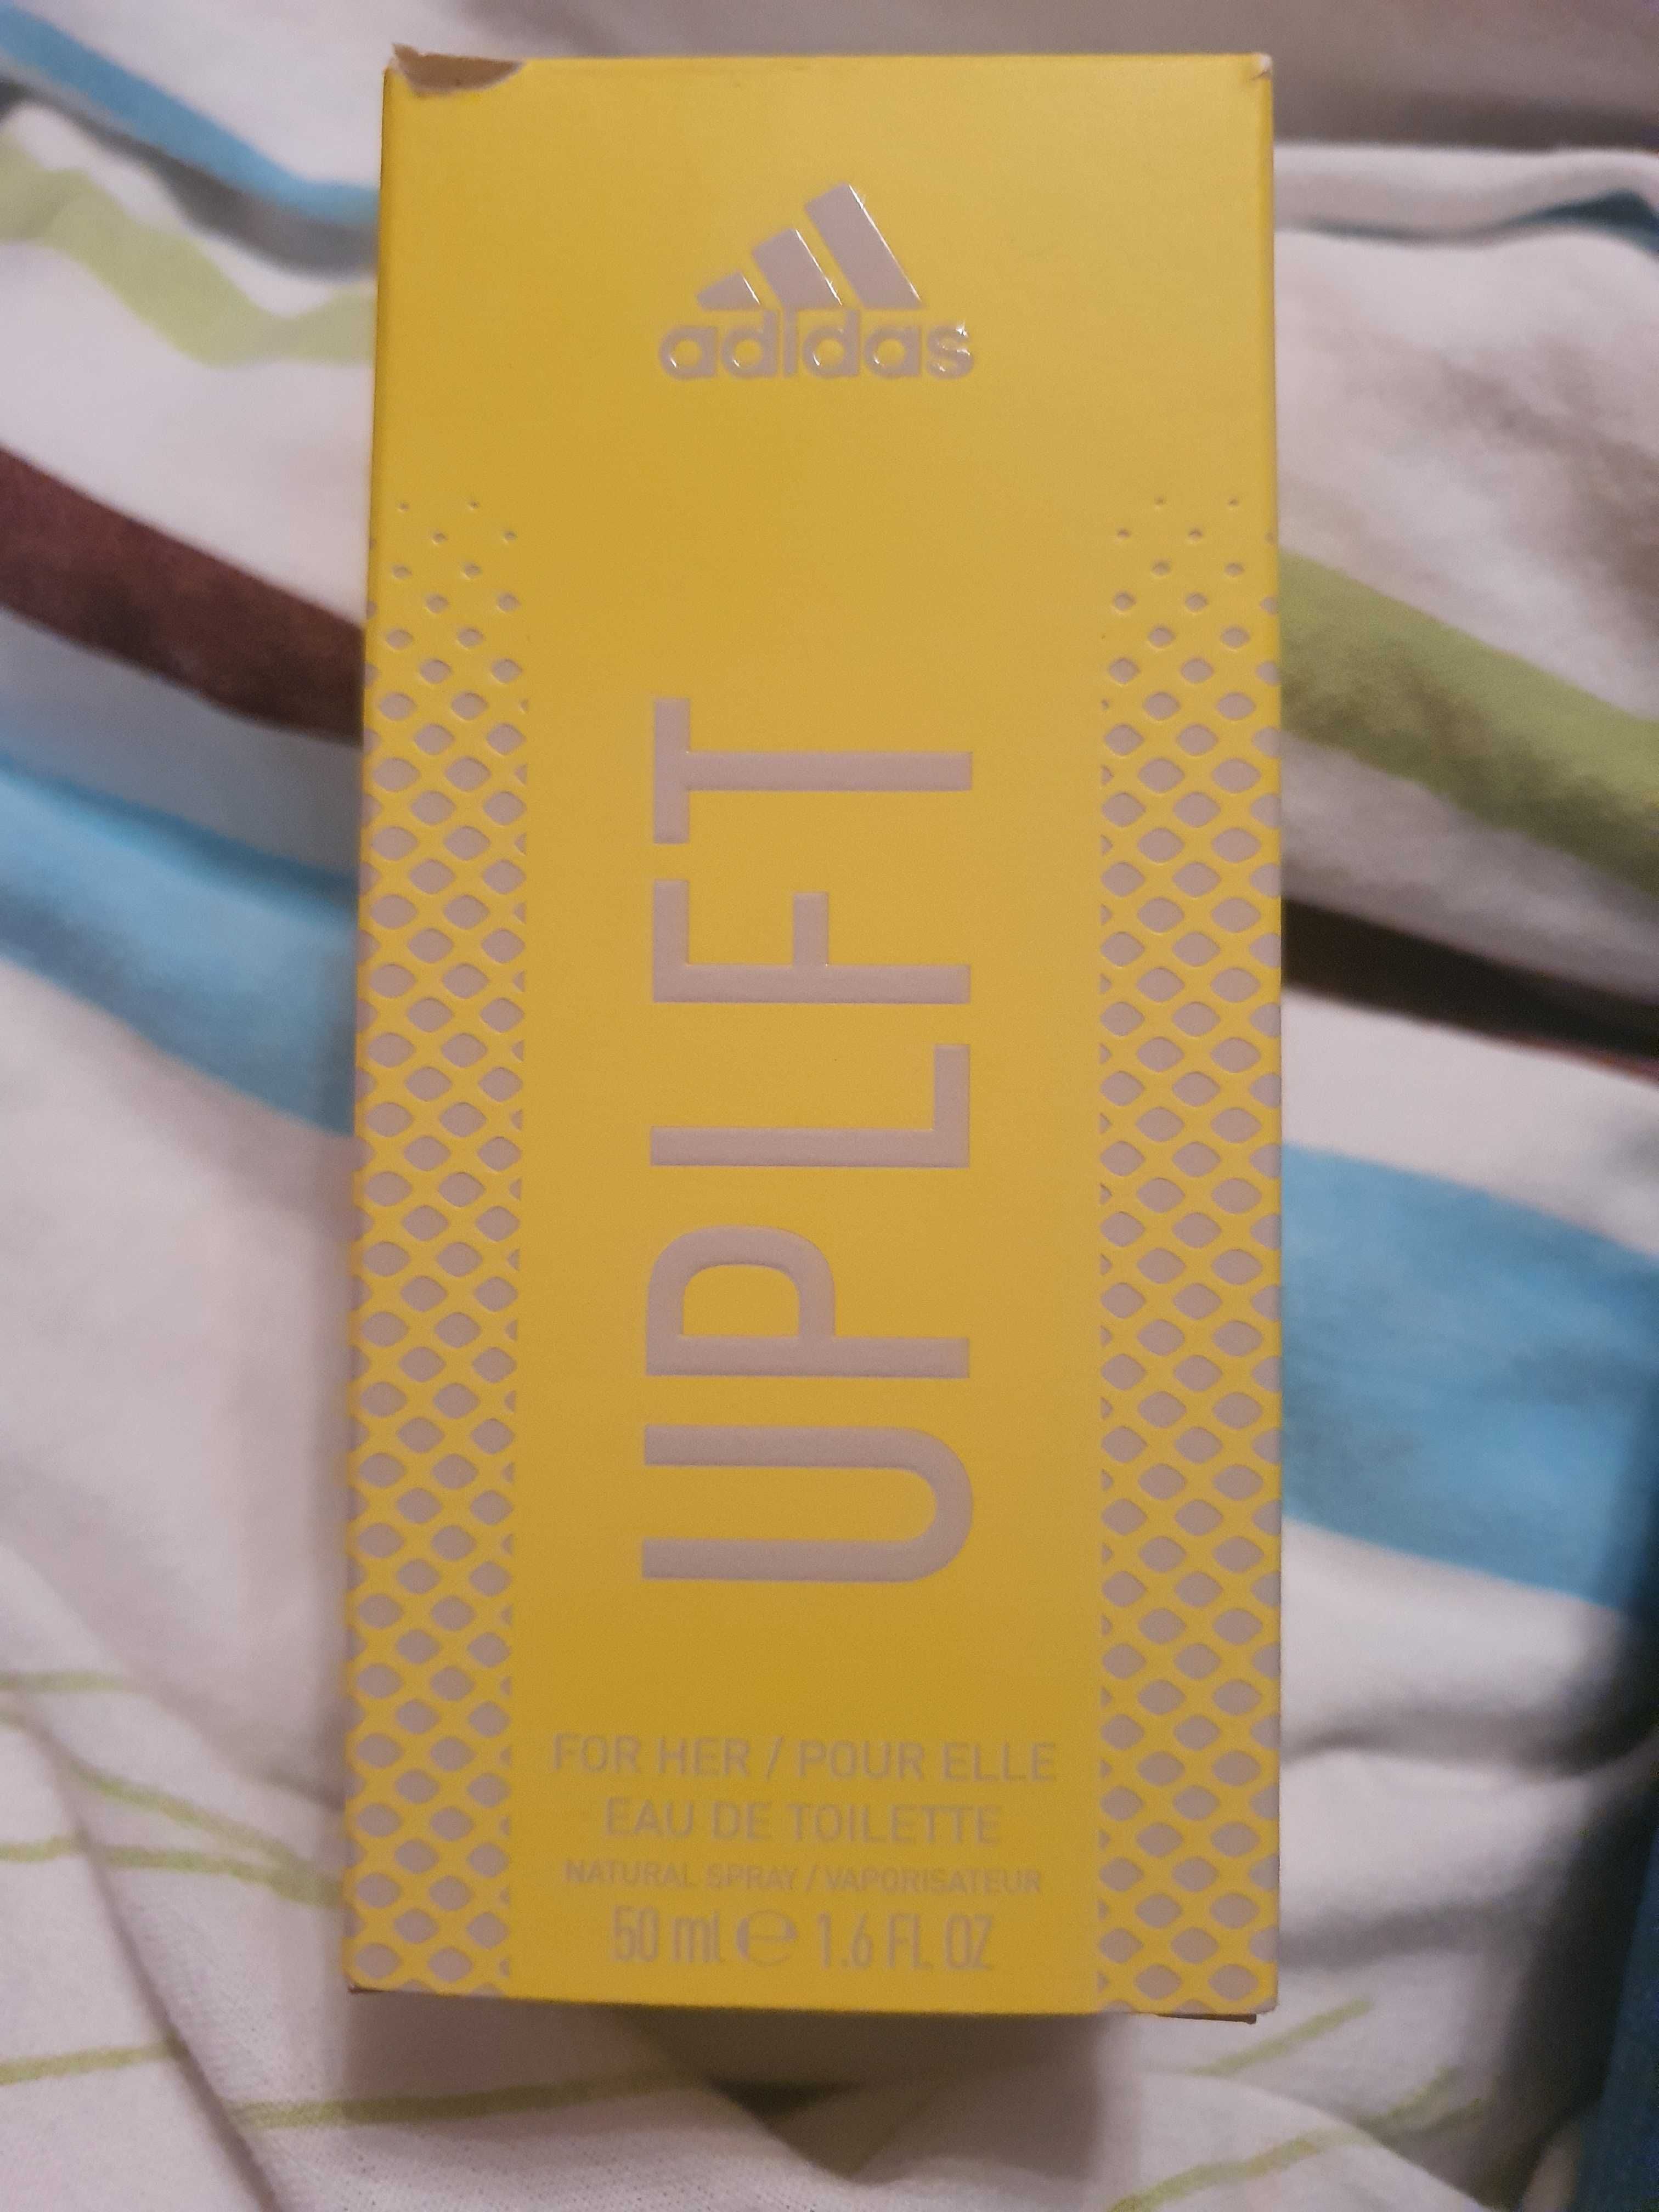 adidas
UPLFT
FOR HER / POUR ELLE
EAU DE TOILETTE
NATURAL SPRAY / VAPORISATEUR
50 ml ℮ 1.6 FL. OZ